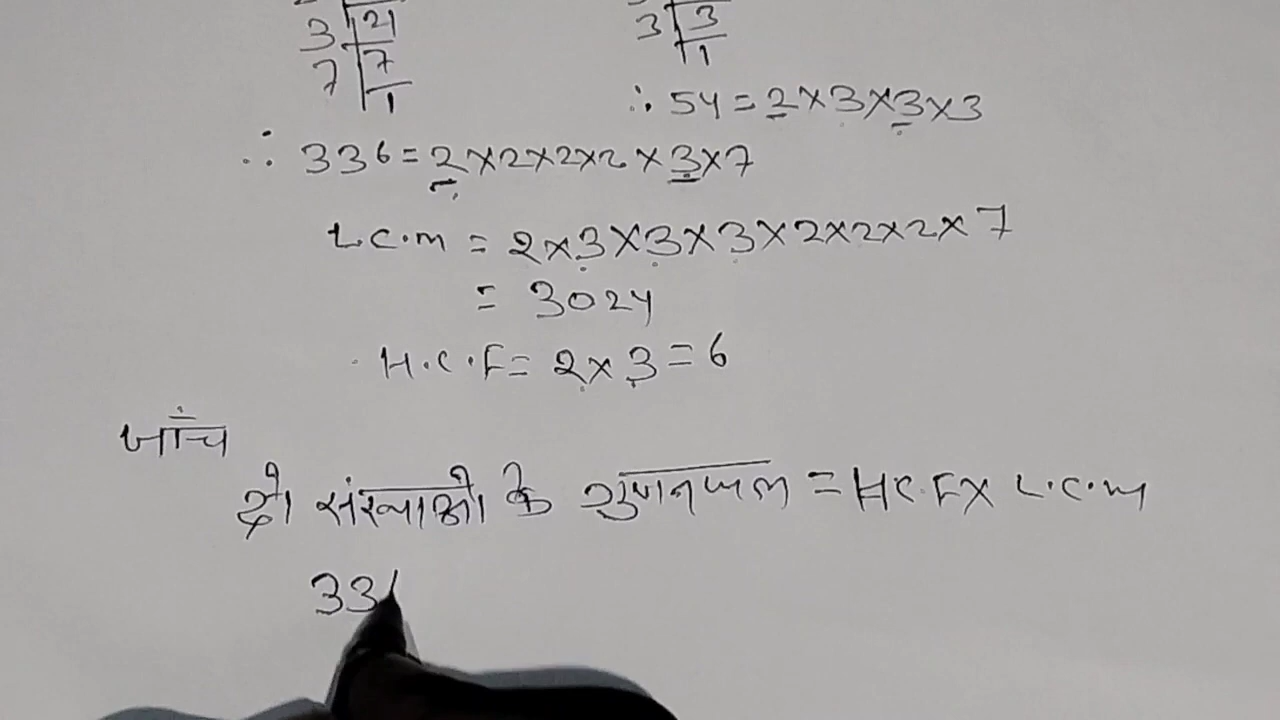 3 | 21
7 | 7
1
3 | 3
1
∴ 54 = 2×3×3×3
∴ 336 = 2×2×2×2×3×7
L.C.M = 2×3×3×3×2×2×2×7
= 3024
H.C.F = 2×3 = 6
जाँच
दो संख्याओं के गुणनफल = H.C.F × L.C.M
336